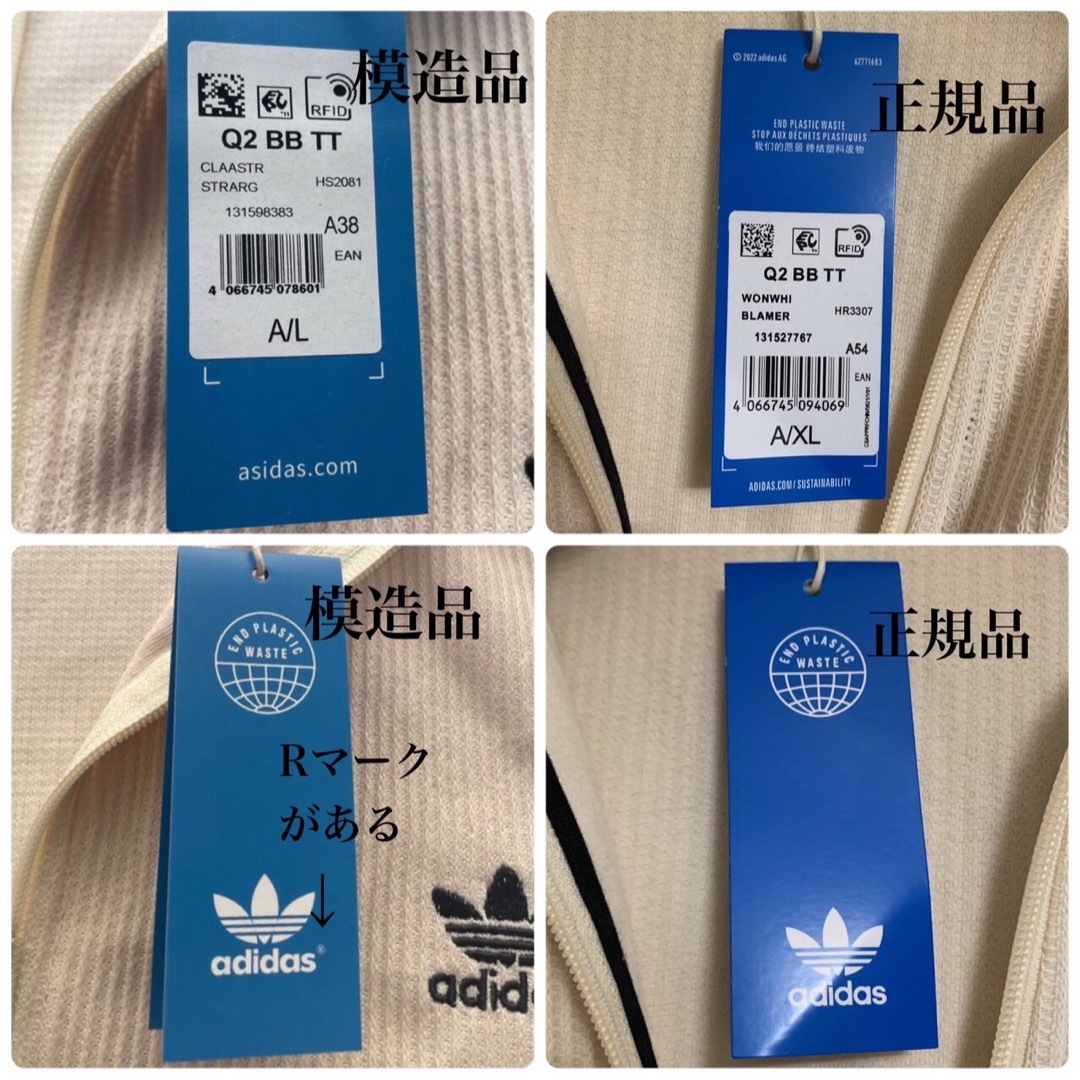 模造品
RFID
Q2 BB TT
CLAASTR
STRARG
HS2081
131598383
A38
EAN
4 066745 078601
A/L
asidas.com
正規品
© 2022 adidas AG
62771683
END PLASTIC WASTE
STOP AUX DÉCHETS PLASTIQUES
我们的愿景 终结塑料废物
RFID
Q2 BB TT
WONWHI
BLAMER
HR3307
131527767
A54
EAN
4 066745 094069
A/XL
ADIDAS.COM/SUSTAINABILITY
模造品
END PLASTIC
WASTE
Rマーク
がある
↓
adidas®
adidas
正規品
END PLASTIC
WASTE
adidas